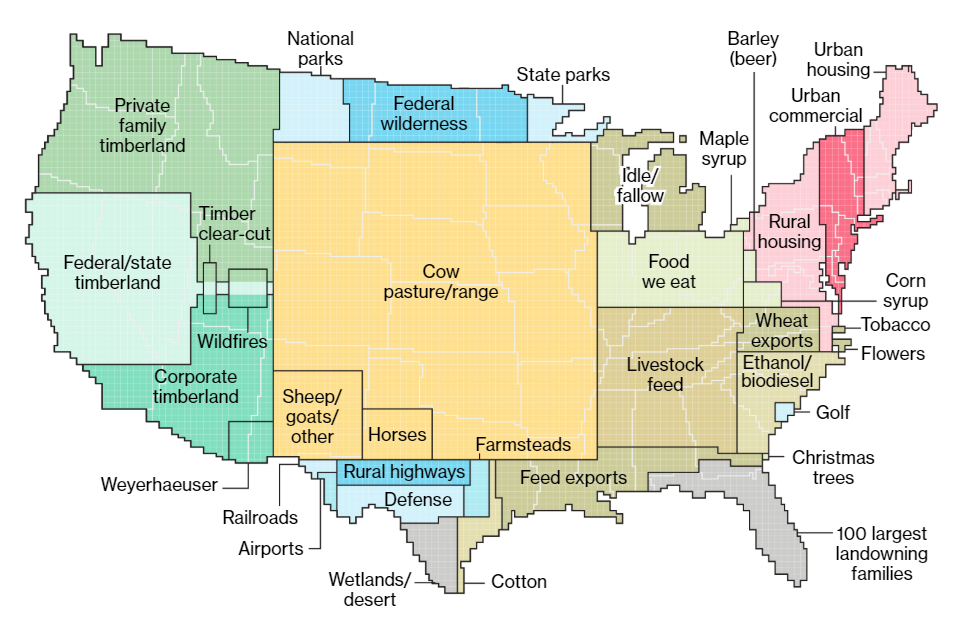 National
parks
State parks
Barley
(beer)
Urban
housing
Urban
commercial
Private
family
timberland
Federal
wilderness
Maple
syrup
Idle/
fallow
Timber
clear-cut
Rural
housing
Federal/state
timberland
Cow
pasture/range
Food
we eat
Corn
syrup
Wildfires
Wheat
exports
Tobacco
Flowers
Corporate
timberland
Livestock
feed
Ethanol/
biodiesel
Sheep/
goats/
other
Horses
Golf
Farmsteads
Christmas
trees
Weyerhaeuser
Rural highways
Feed exports
Defense
Railroads
Airports
100 largest
landowning
families
Wetlands/
desert
Cotton